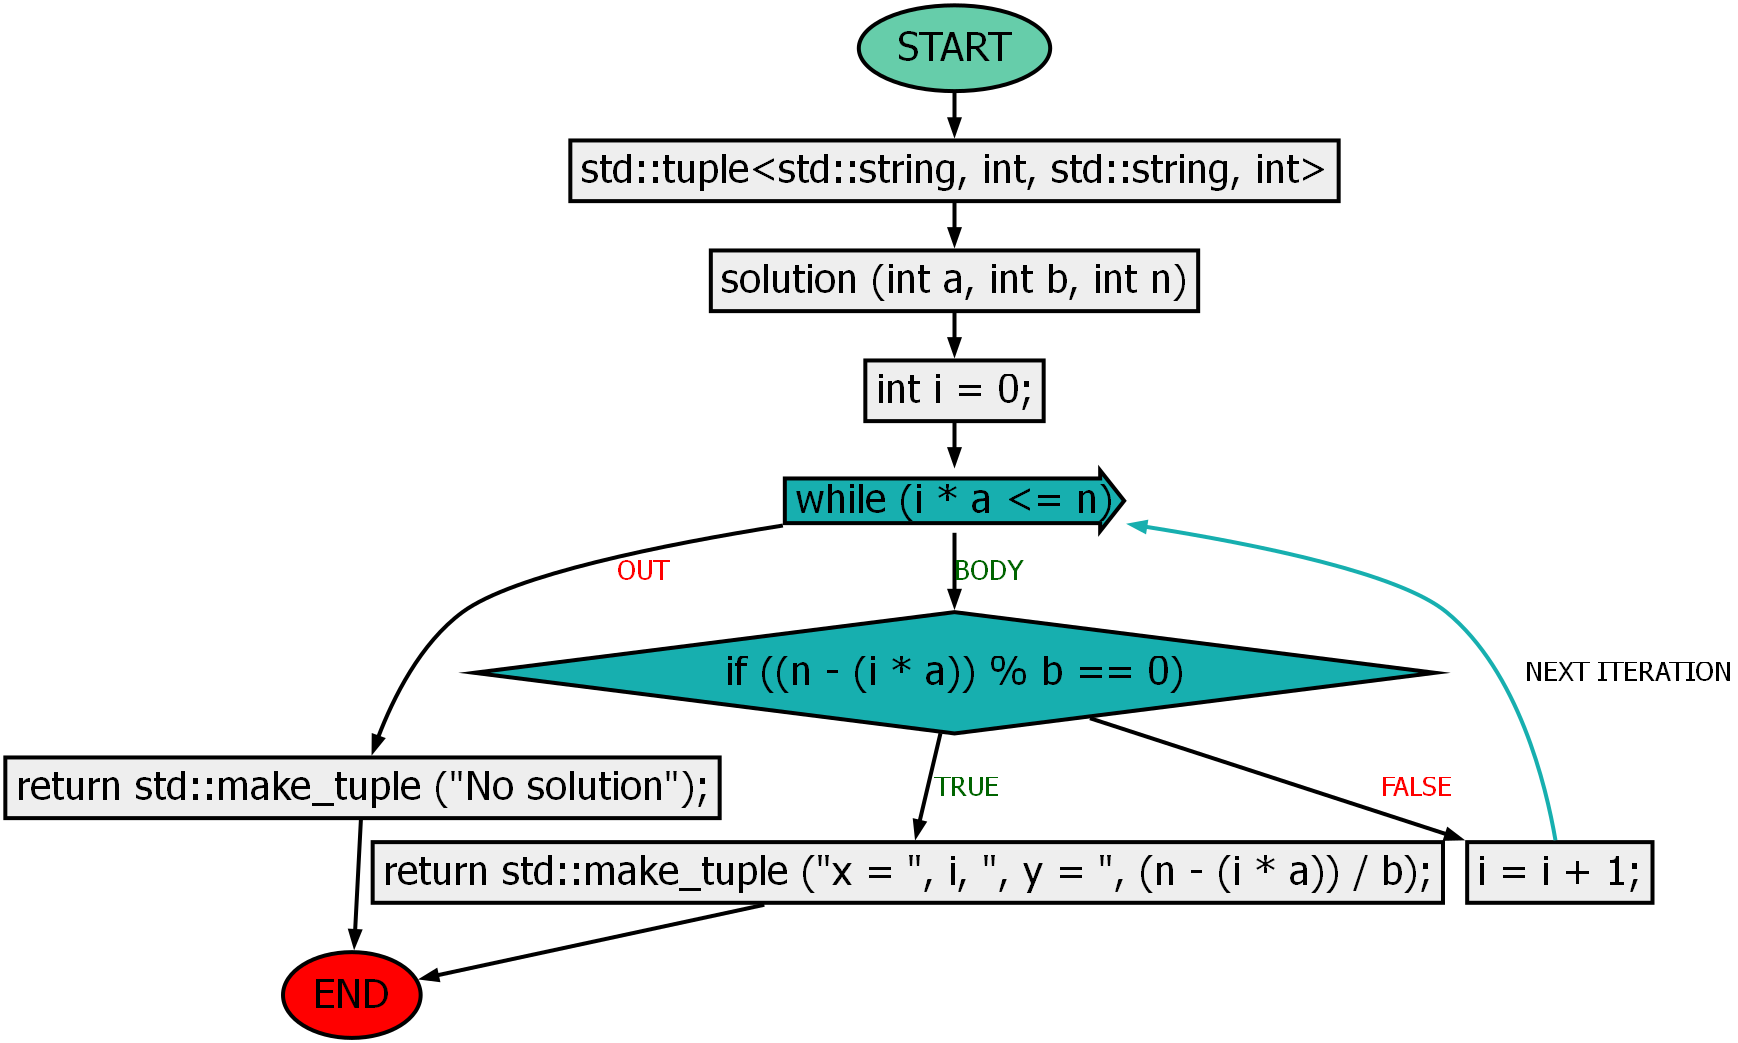 START
std::tuple<std::string, int, std::string, int>
solution (int a, int b, int n)
int i = 0;
while (i * a <= n)
OUT
BODY
if ((n - (i * a)) % b == 0)
NEXT ITERATION
return std::make_tuple ("No solution");
TRUE
FALSE
return std::make_tuple ("x = ", i, ", y = ", (n - (i * a)) / b);
i = i + 1;
END